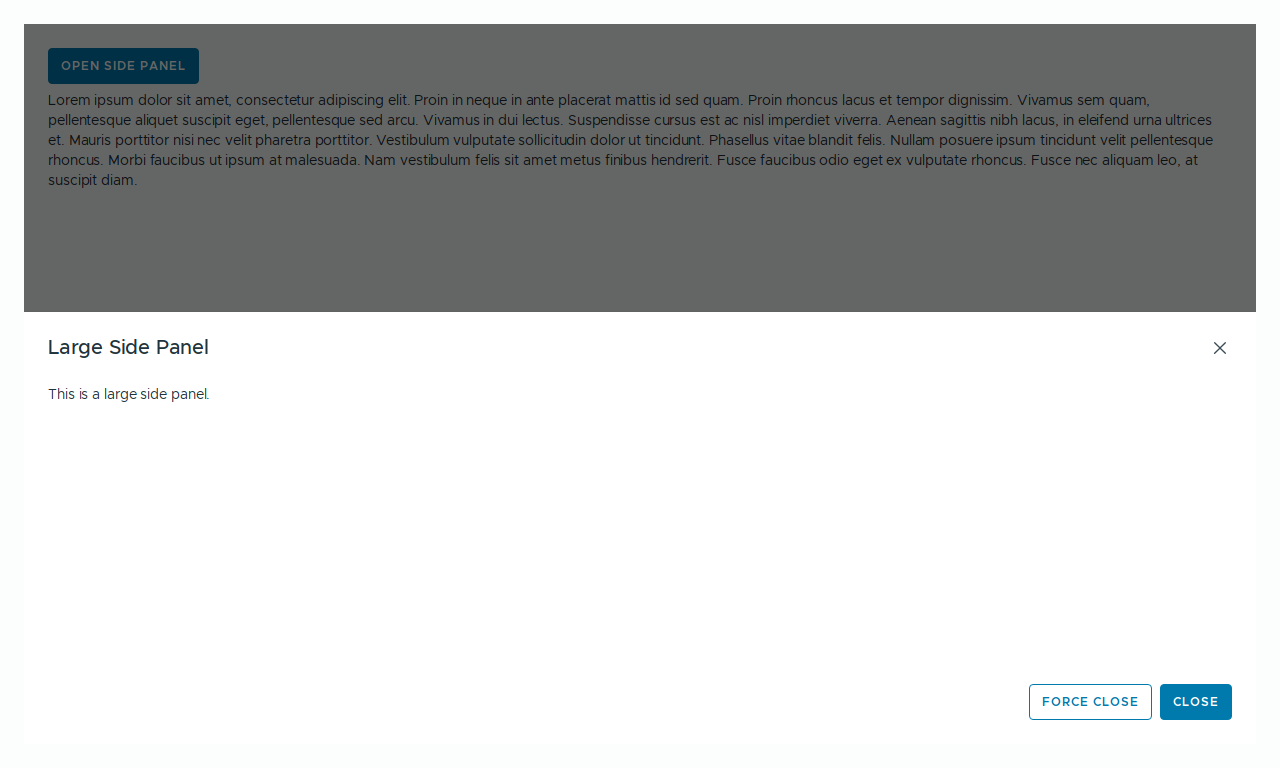 OPEN SIDE PANEL
Lorem ipsum dolor sit amet, consectetur adipiscing elit. Proin in neque in ante placerat mattis id sed quam. Proin rhoncus lacus et tempor dignissim. Vivamus sem quam,
pellentesque aliquet suscipit eget, pellentesque sed arcu. Vivamus in dui lectus. Suspendisse cursus est ac nisl imperdiet viverra. Aenean sagittis nibh lacus, in eleifend urna ultrices
et. Mauris porttitor nisi nec velit pharetra porttitor. Vestibulum vulputate sollicitudin dolor ut tincidunt. Phasellus vitae blandit felis. Nullam posuere ipsum tincidunt velit pellentesque
rhoncus. Morbi faucibus ut ipsum at malesuada. Nam vestibulum felis sit amet metus finibus hendrerit. Fusce faucibus odio eget ex vulputate rhoncus. Fusce nec aliquam leo, at
suscipit diam.
Large Side Panel
This is a large side panel.
FORCE CLOSE CLOSE